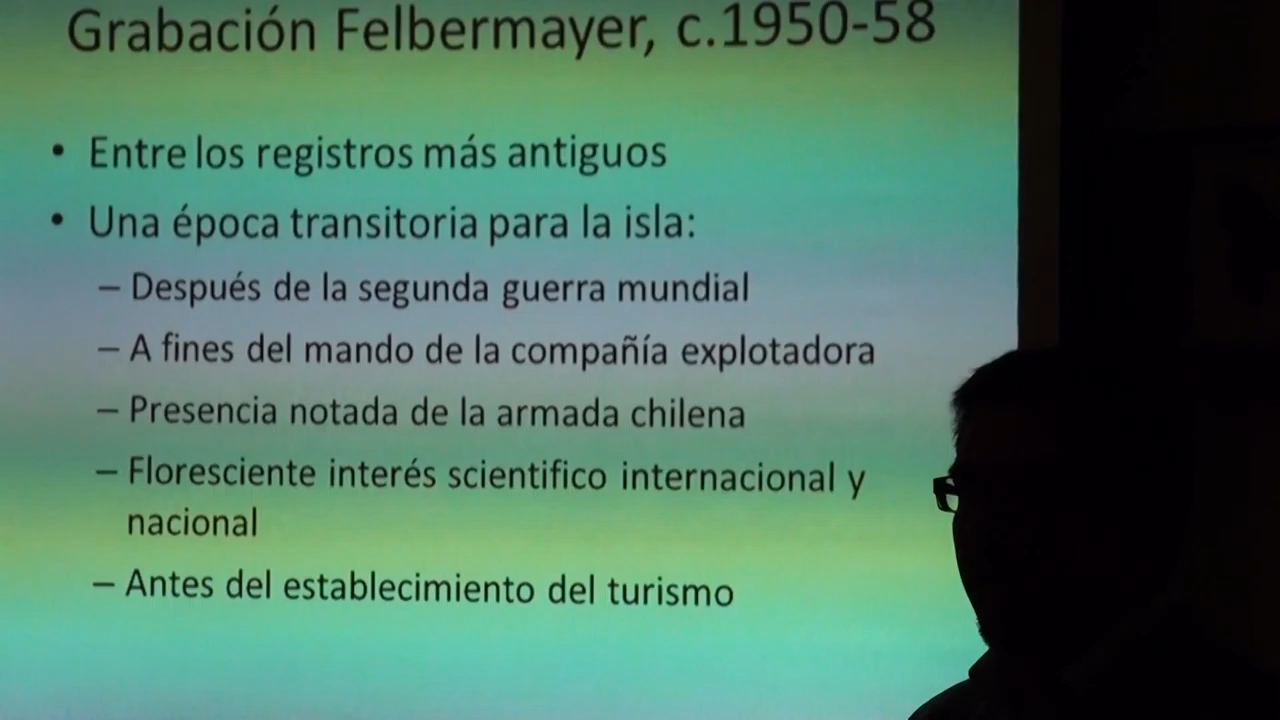 Grabación Felbermayer, c.1950-58
• Entre los registros más antiguos
• Una época transitoria para la isla:
– Después de la segunda guerra mundial
– A fines del mando de la compañía explotadora
– Presencia notada de la armada chilena
– Floresciente interés scientifico internacional y
nacional
– Antes del establecimiento del turismo